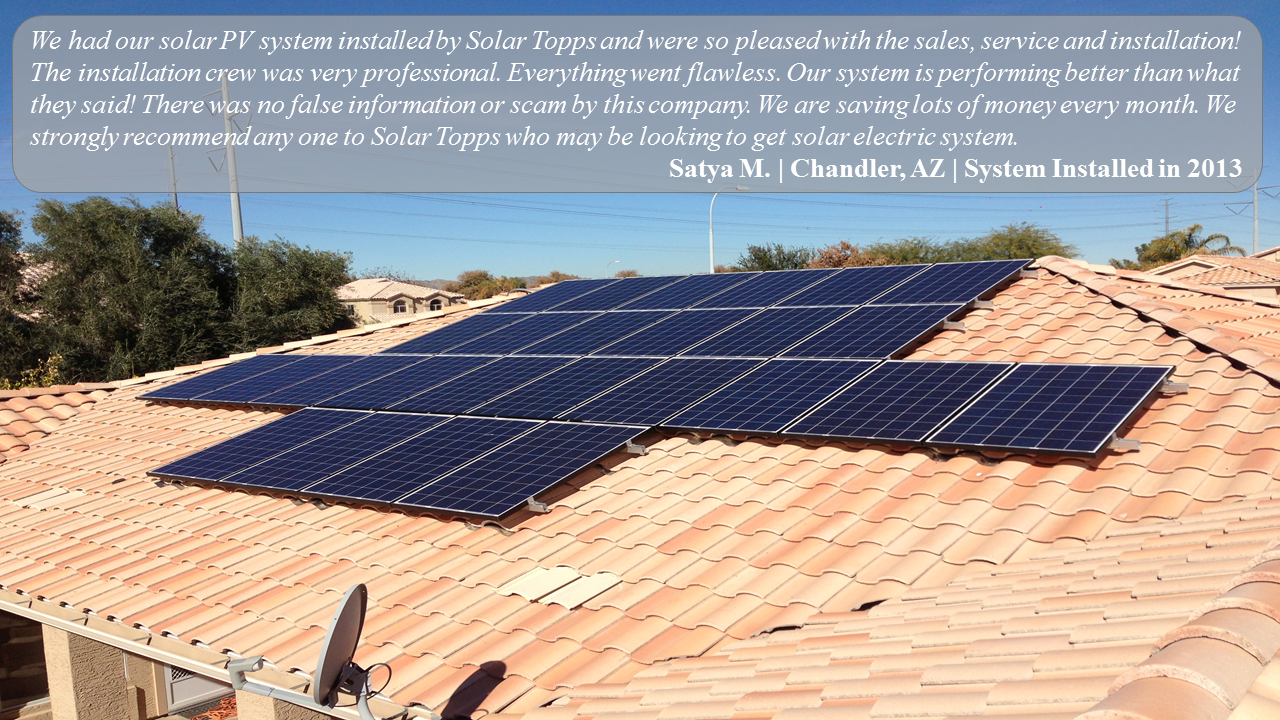 We had our solar PV system installed by Solar Topps and were so pleased with the sales, service and installation!
The installation crew was very professional. Everything went flawless. Our system is performing better than what
they said! There was no false information or scam by this company. We are saving lots of money every month. We
strongly recommend any one to Solar Topps who may be looking to get solar electric system.
Satya M. | Chandler, AZ | System Installed in 2013